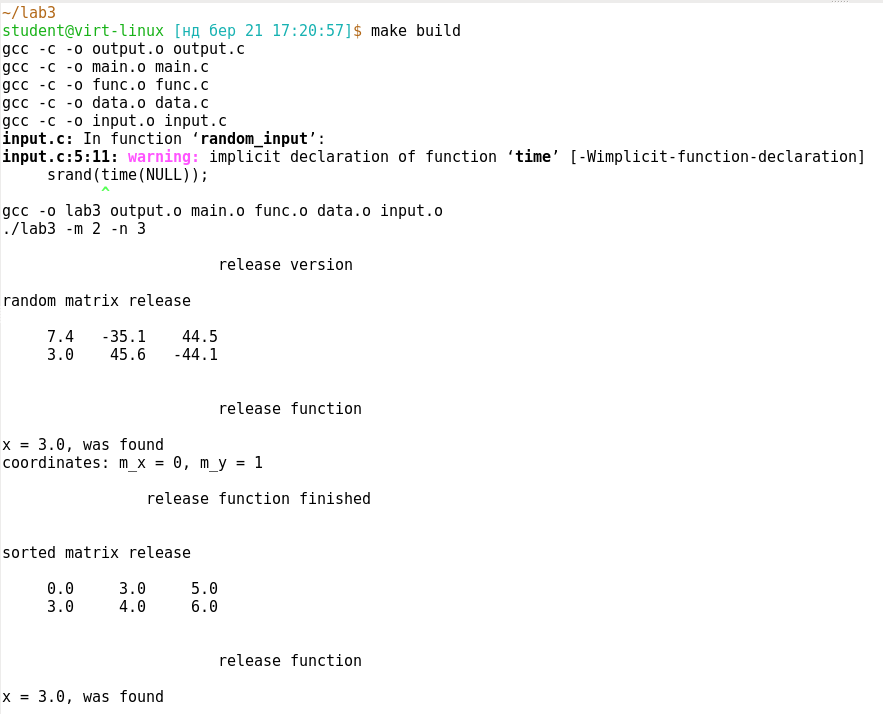 ~/lab3
student@virt-linux [нд бер 21 17:20:57]$ make build
gcc -c -o output.o output.c
gcc -c -o main.o main.c
gcc -c -o func.o func.c
gcc -c -o data.o data.c
gcc -c -o input.o input.c
input.c: In function ‘random_input’:
input.c:5:11: warning: implicit declaration of function ‘time’ [-Wimplicit-function-declaration]
     srand(time(NULL));
           ^
gcc -o lab3 output.o main.o func.o data.o input.o
./lab3 -m 2 -n 3
                        release version
random matrix release
     7.4   -35.1    44.5
     3.0    45.6   -44.1
                        release function
x = 3.0, was found
coordinates: m_x = 0, m_y = 1
                release function finished
sorted matrix release
     0.0     3.0     5.0
     3.0     4.0     6.0
                        release function
x = 3.0, was found